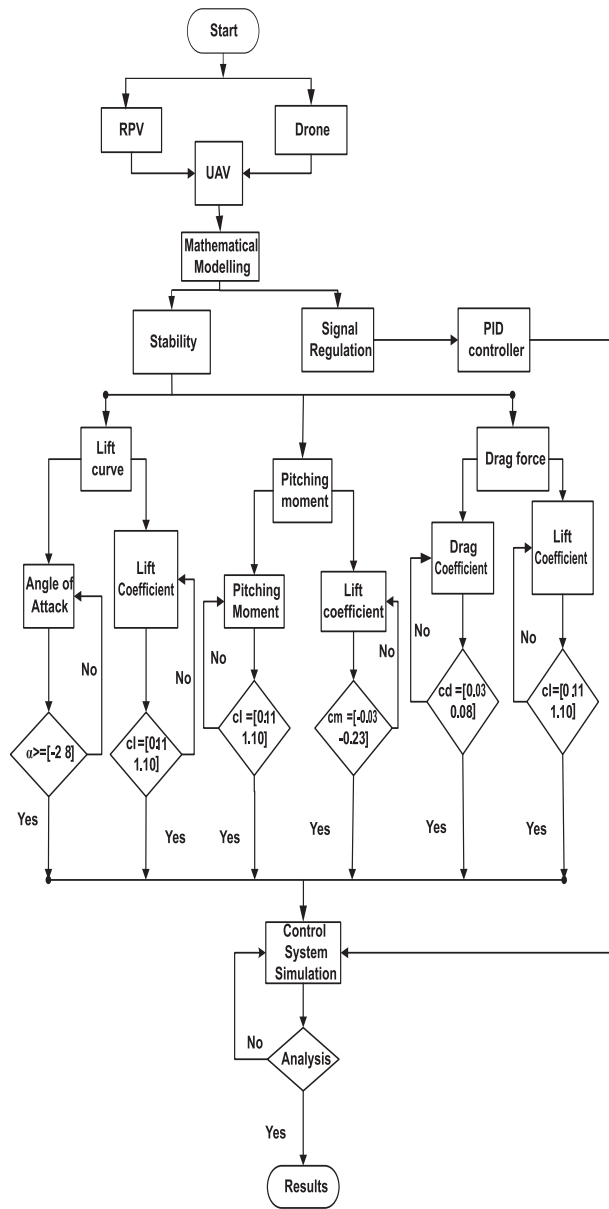 Start
RPV
Drone
UAV
Mathematical
Modelling
Stability
Signal
Regulation
PID
controller
Lift
curve
Pitching
moment
Drag force
Angle of
Attack
Lift
Coefficient
Pitching
Moment
Lift
coefficient
Drag
Coefficient
Lift
Coefficient
No
No
No
No
No
No
α>=[-2 8]
cl=[0.11
1.10]
cl =[0.11
1.10]
cm =[-0.03
-0.23]
cd =[0.03
0.08]
cl=[0.11
1.10]
Yes
Yes
Yes
Yes
Yes
Yes
Control
System
Simulation
No
Analysis
Yes
Results